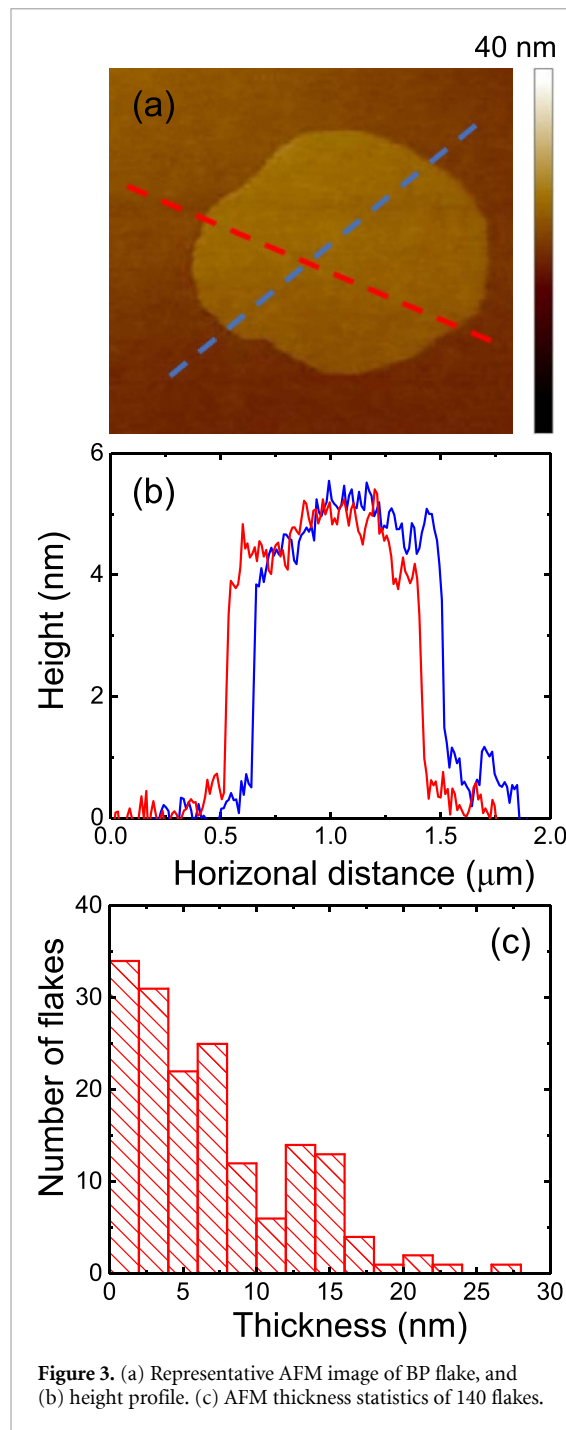 40 nm
(a)
6
(b)
4
2
0
Height (nm)
0.0 0.5 1.0 1.5 2.0
Horizonal distance (μm)
40
(c)
30
20
10
0
Number of flakes
0 5 10 15 20 25 30
Thickness (nm)
Figure 3. (a) Representative AFM image of BP flake, and
(b) height profile. (c) AFM thickness statistics of 140 flakes.